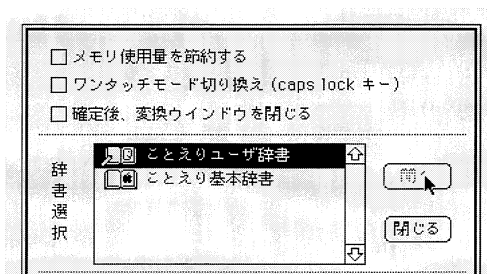 メモリ使用量を節約する
ワンタッチモード切り換え (caps lock キー)
確定後、変換ウインドウを閉じる
辞書選択
ことえりユーザ辞書
ことえり基本辞書
開く
閉じる